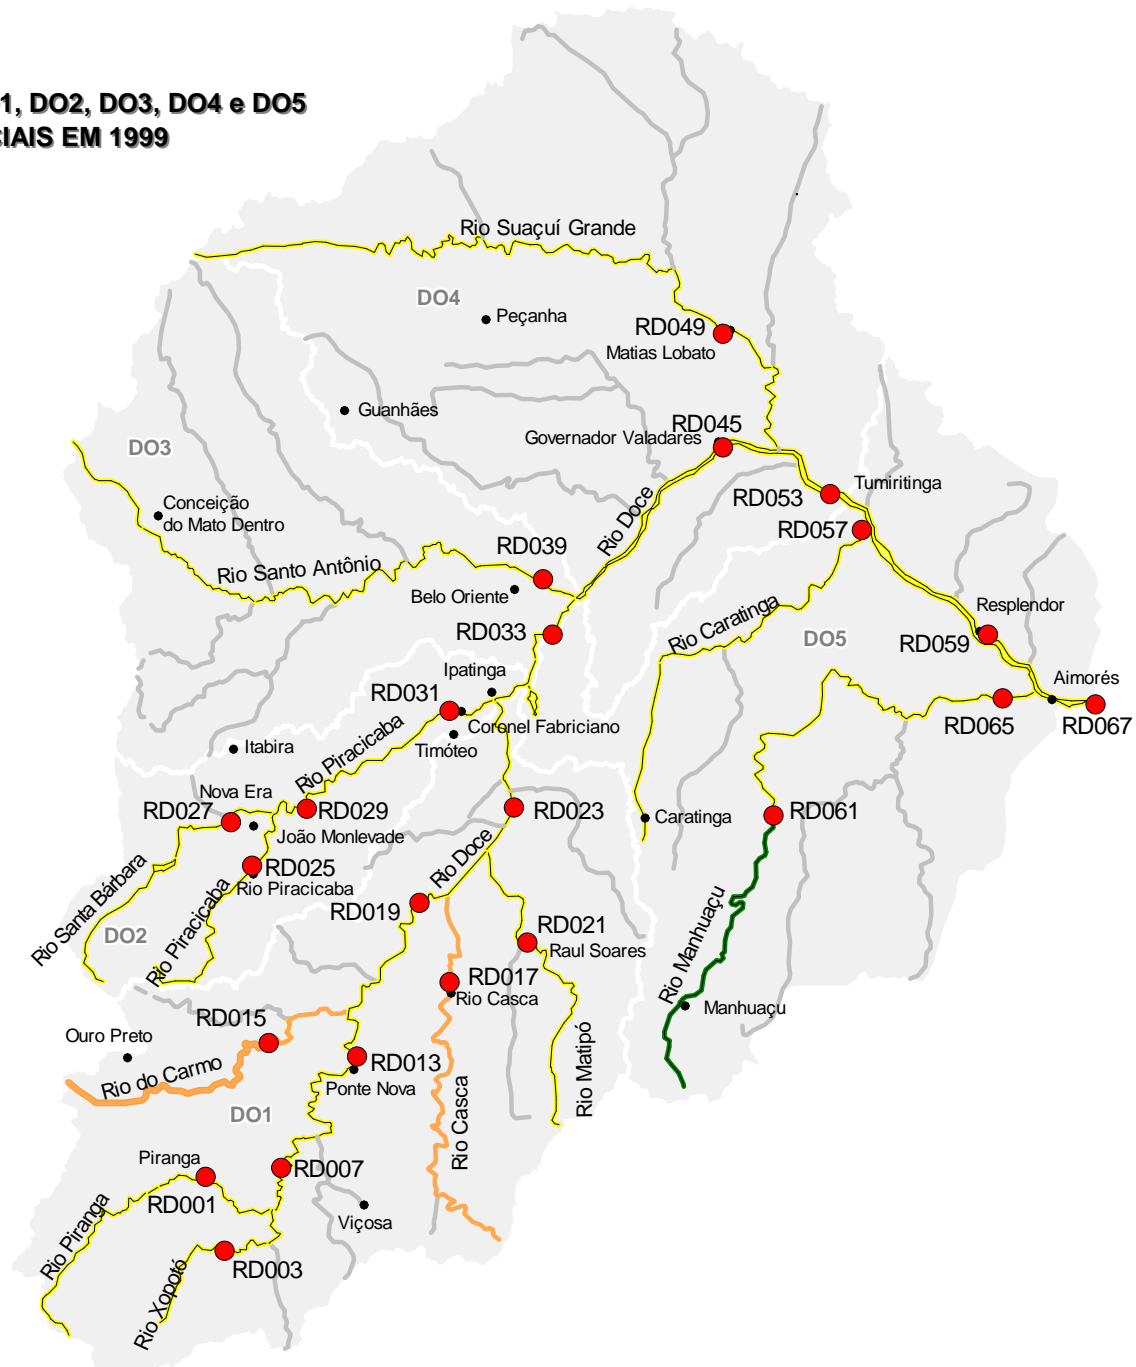 1, DO2, DO3, DO4 e DO5
CIAIS EM 1999
Rio Suaçuí Grande
DO4
Peçanha
RD049
Matias Lobato
Guanhães
RD045
Governador Valadares
DO3
Conceição
do Mato Dentro
Tumiritinga
RD053
Rio Doce
RD057
RD039
Rio Santo Antônio
Belo Oriente
Resplendor
Rio Caratinga
RD033
DO5
RD059
Ipatinga
Aimorés
RD031
RD065
RD067
Coronel Fabriciano
Timóteo
Itabira
Rio Piracicaba
Nova Era
RD027
RD029
RD023
RD061
Caratinga
João Monlevade
Rio Doce
RD025
Rio Piracicaba
Rio Santa Bárbara
RD019
RD021
Raul Soares
DO2
Rio Piracicaba
Rio Manhuaçu
RD017
Rio Casca
Manhuaçu
RD015
Ouro Preto
RD013
Rio do Carmo
Ponte Nova
Rio Matipó
DO1
Rio Casca
Piranga
RD007
RD001
Viçosa
Rio Piranga
RD003
Rio Xopotó